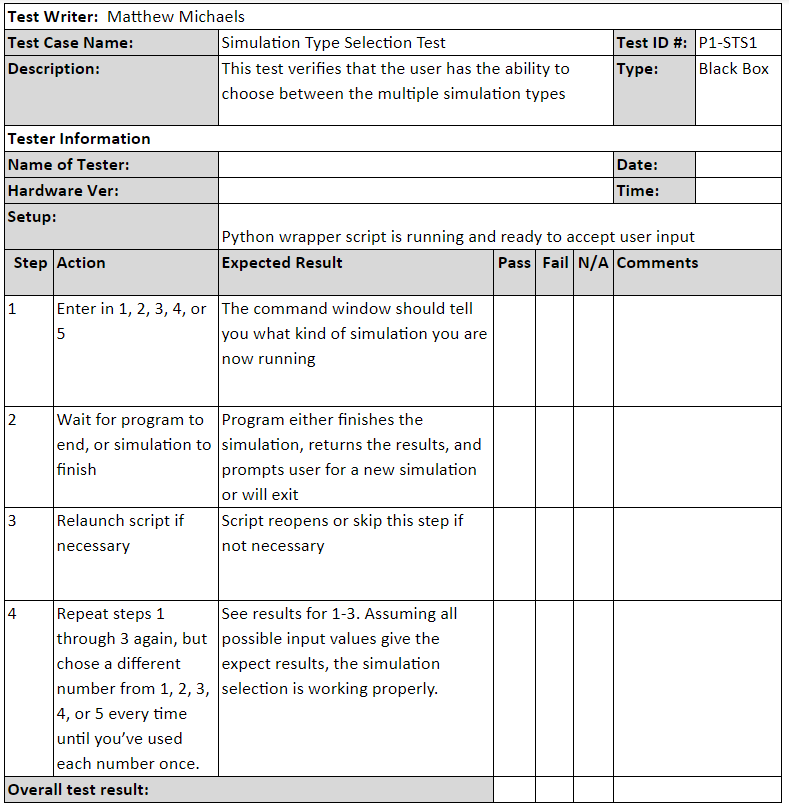 Test Writer: Matthew Michaels
Test Case Name: Simulation Type Selection Test Test ID #: P1-STS1
Description: This test verifies that the user has the ability to Type: Black Box
choose between the multiple simulation types
Tester Information
Name of Tester: Date:
Hardware Ver: Time:
Setup:
Python wrapper script is running and ready to accept user input
Step Action Expected Result Pass Fail N/A Comments
1 Enter in 1, 2, 3, 4, or The command window should tell
5 you what kind of simulation you are
now running
2 Wait for program to Program either finishes the
end, or simulation to simulation, returns the results, and
finish prompts user for a new simulation
or will exit
3 Relaunch script if Script reopens or skip this step if
necessary not necessary
4 Repeat steps 1 See results for 1-3. Assuming all
through 3 again, but possible input values give the
chose a different expect results, the simulation
number from 1, 2, 3, selection is working properly.
4, or 5 every time
until you've used
each number once.
Overall test result: